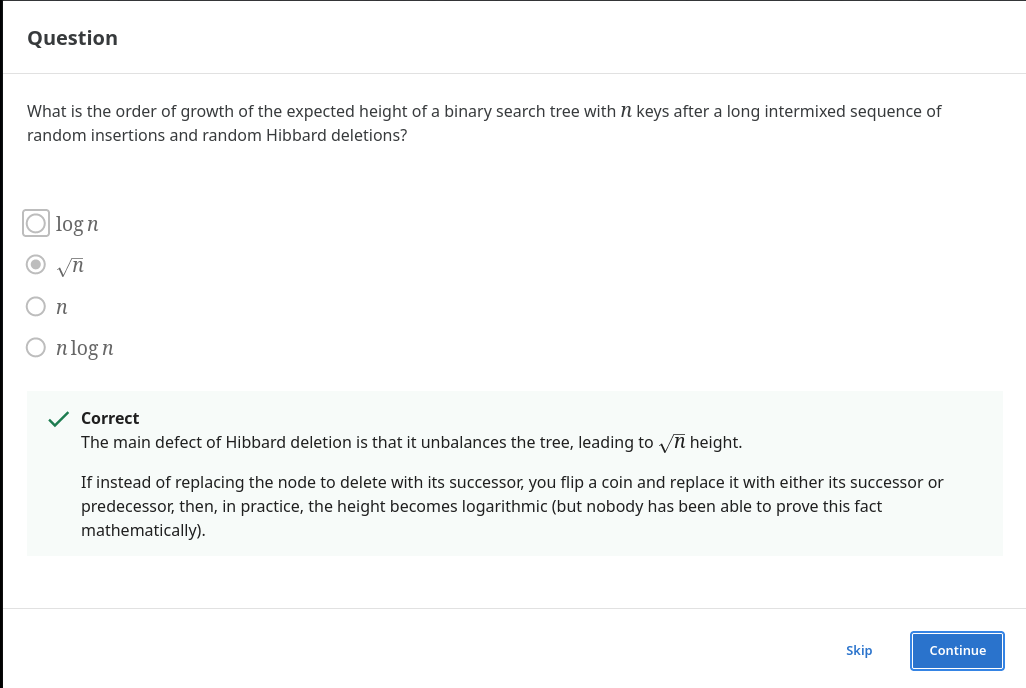 Question
What is the order of growth of the expected height of a binary search tree with n keys after a long intermixed sequence of
random insertions and random Hibbard deletions?
log n
√n
n
n log n
Correct
The main defect of Hibbard deletion is that it unbalances the tree, leading to √n height.
If instead of replacing the node to delete with its successor, you flip a coin and replace it with either its successor or
predecessor, then, in practice, the height becomes logarithmic (but nobody has been able to prove this fact
mathematically).
Skip
Continue